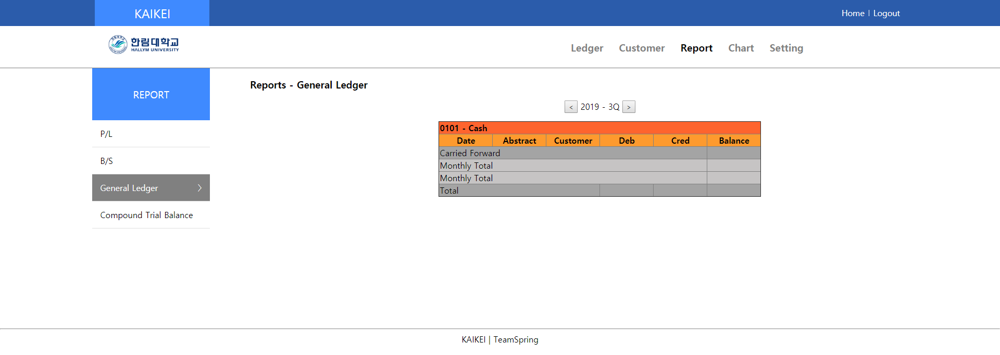 KAIKEI
Home | Logout
한림대학교
HALLYM UNIVERSITY
Ledger Customer Report Chart Setting
REPORT
P/L
B/S
General Ledger >
Compound Trial Balance
Reports - General Ledger
< 2019 - 3Q >
0101 - Cash
Date Abstract Customer Deb Cred Balance
Carried Forward
Monthly Total
Monthly Total
Total
KAIKEI | TeamSpring